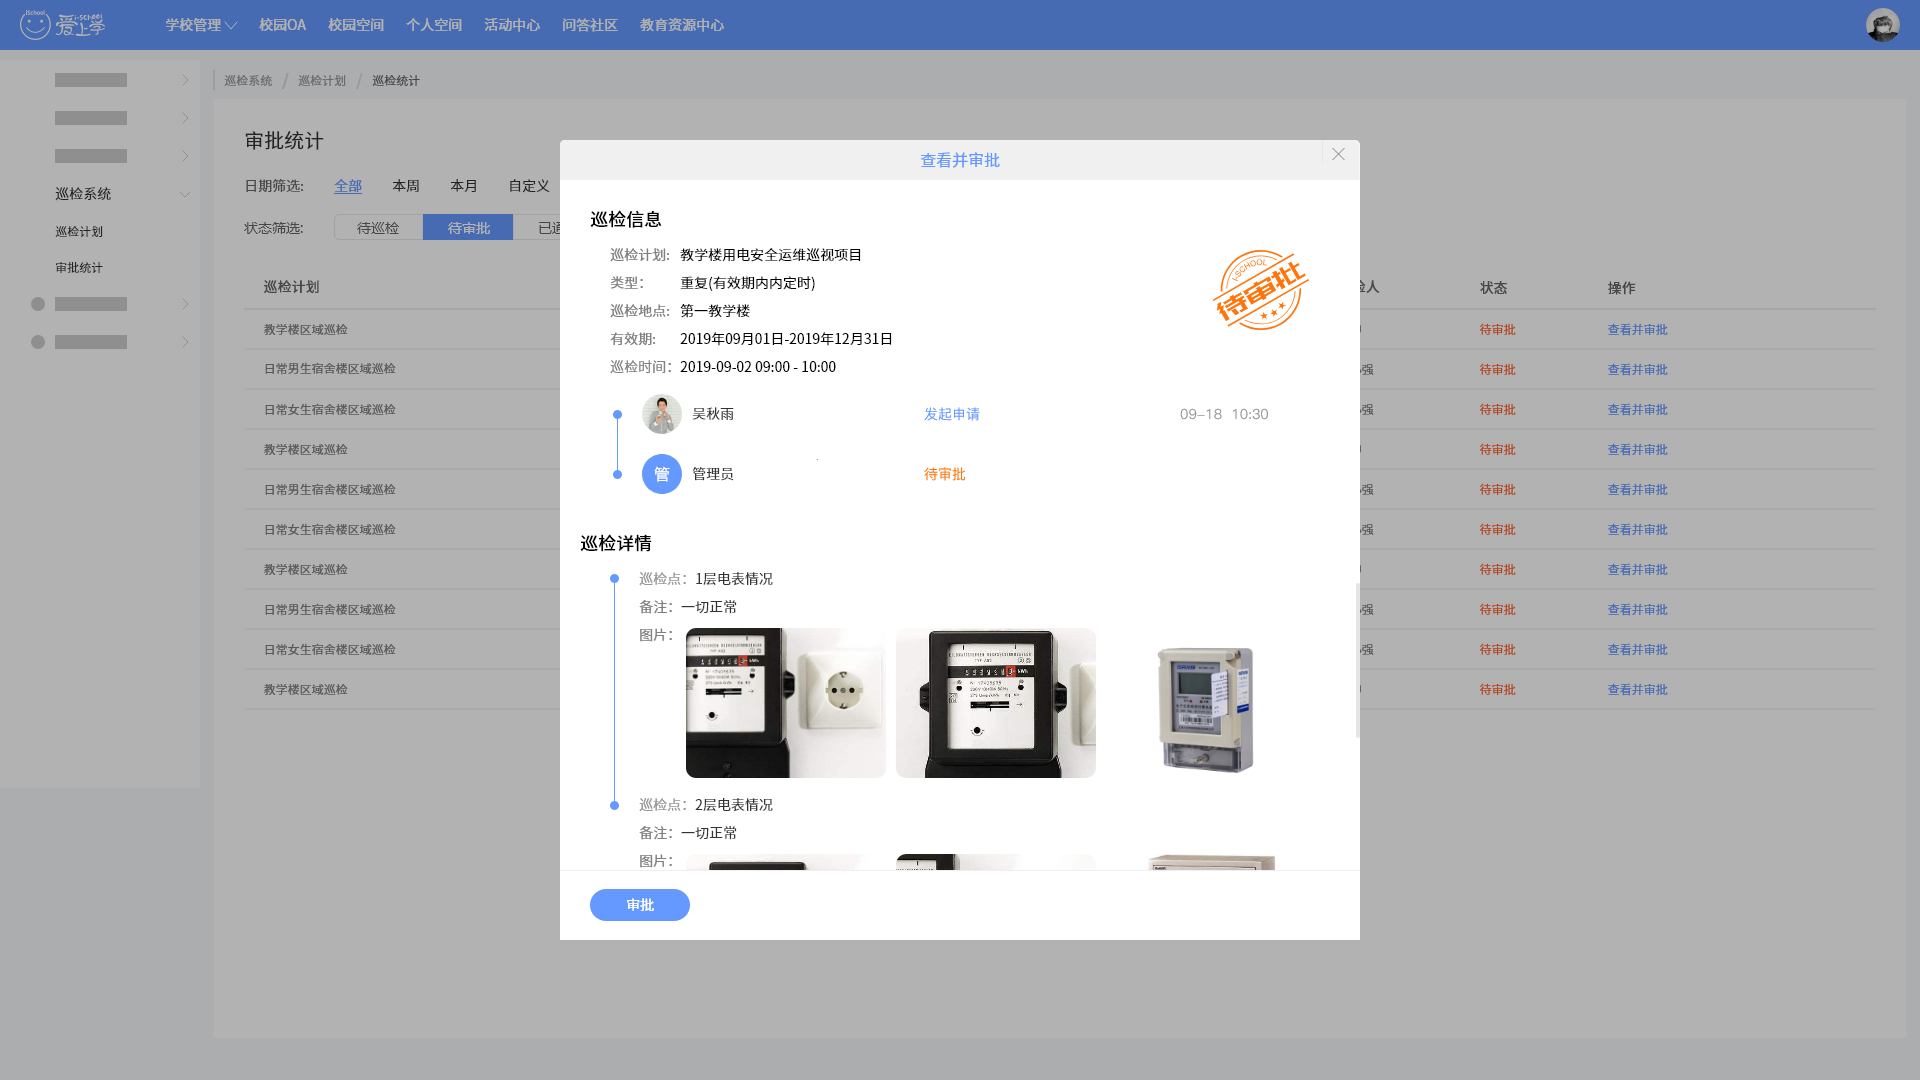 iSchool
i-SCHOOL
爱上学
学校管理 校园OA 校园空间 个人空间 活动中心 问答社区 教育资源中心
巡检系统
巡检计划
审批统计
巡检系统 / 巡检计划 / 巡检统计
审批统计
日期筛选: 全部 本周 本月 自定义
状态筛选: 待巡检 待审批 已通
巡检计划 检人 状态 操作
教学楼区域巡检 待审批 查看并审批
日常男生宿舍楼区域巡检 强 待审批 查看并审批
日常女生宿舍楼区域巡检 强 待审批 查看并审批
教学楼区域巡检 待审批 查看并审批
日常男生宿舍楼区域巡检 强 待审批 查看并审批
日常女生宿舍楼区域巡检 强 待审批 查看并审批
教学楼区域巡检 待审批 查看并审批
日常男生宿舍楼区域巡检 强 待审批 查看并审批
日常女生宿舍楼区域巡检 强 待审批 查看并审批
教学楼区域巡检 待审批 查看并审批
查看并审批
巡检信息
巡检计划: 教学楼用电安全运维巡视项目
类型: 重复(有效期内内定时)
巡检地点: 第一教学楼
有效期: 2019年09月01日-2019年12月31日
巡检时间: 2019-09-02 09:00 - 10:00
I-SCHOOL
待审批
吴秋雨 发起申请 09-18 10:30
管 管理员 待审批
巡检详情
巡检点: 1层电表情况
备注: 一切正常
图片:
巡检点: 2层电表情况
备注: 一切正常
图片:
审批